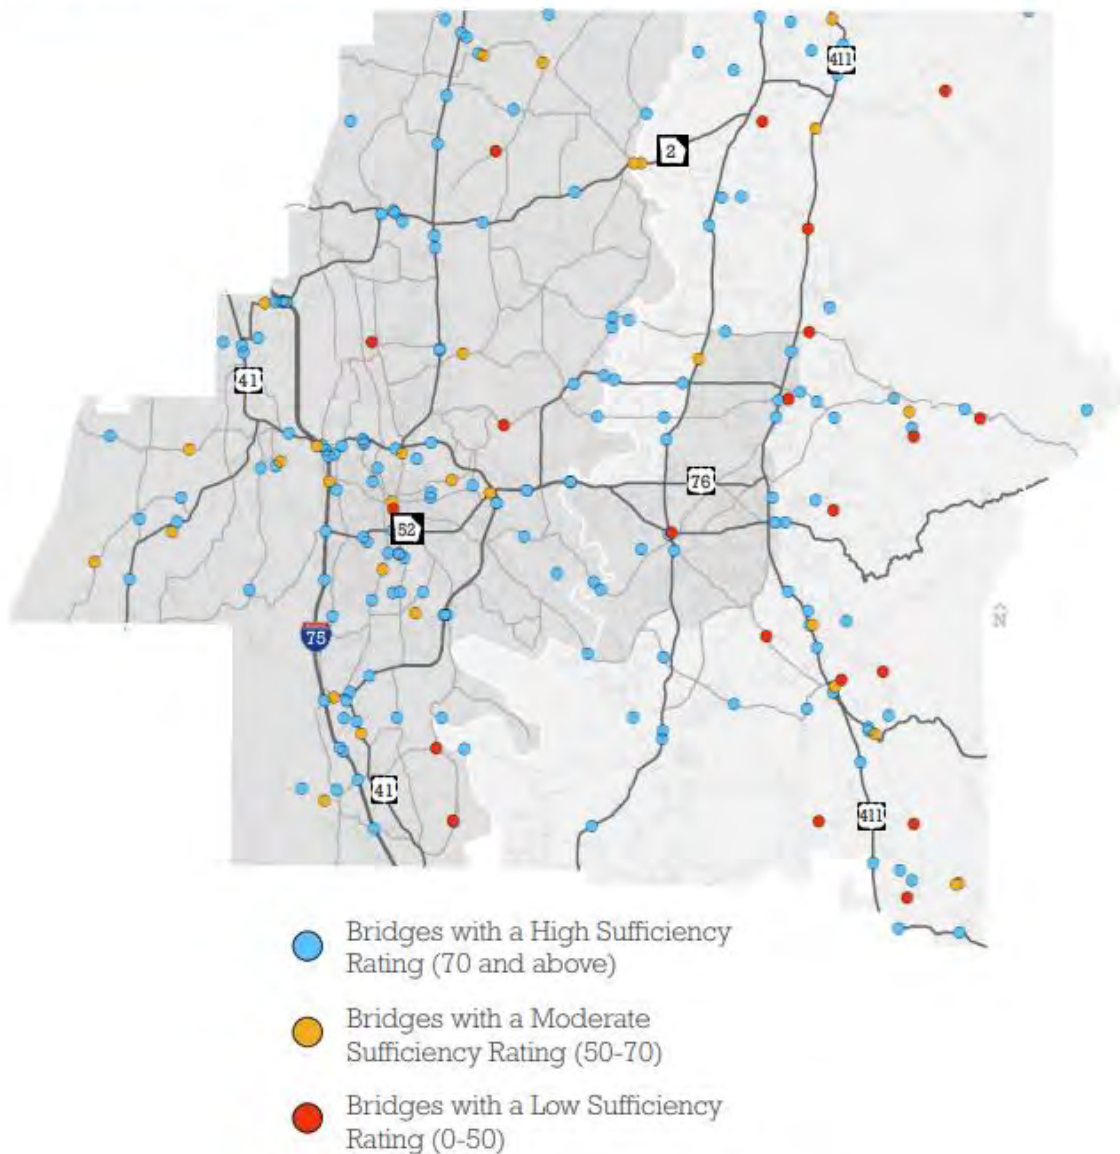 411
2
41
76
52
N
75
41
411
Bridges with a High Sufficiency
Rating (70 and above)
Bridges with a Moderate
Sufficiency Rating (50-70)
Bridges with a Low Sufficiency
Rating (0-50)